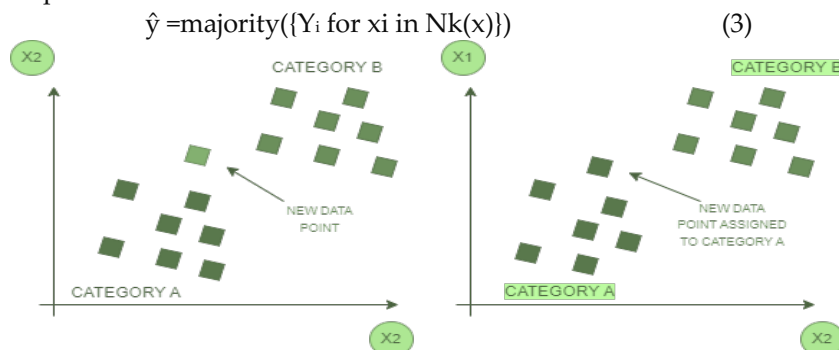 ŷ =majority({Yi for xi in Nk(x)}) (3)
X2
CATEGORY B
NEW DATA
POINT
CATEGORY A
X2
X1
CATEGORY B
NEW DATA
POINT ASSIGNED
TO CATEGORY A
CATEGORY A
X2